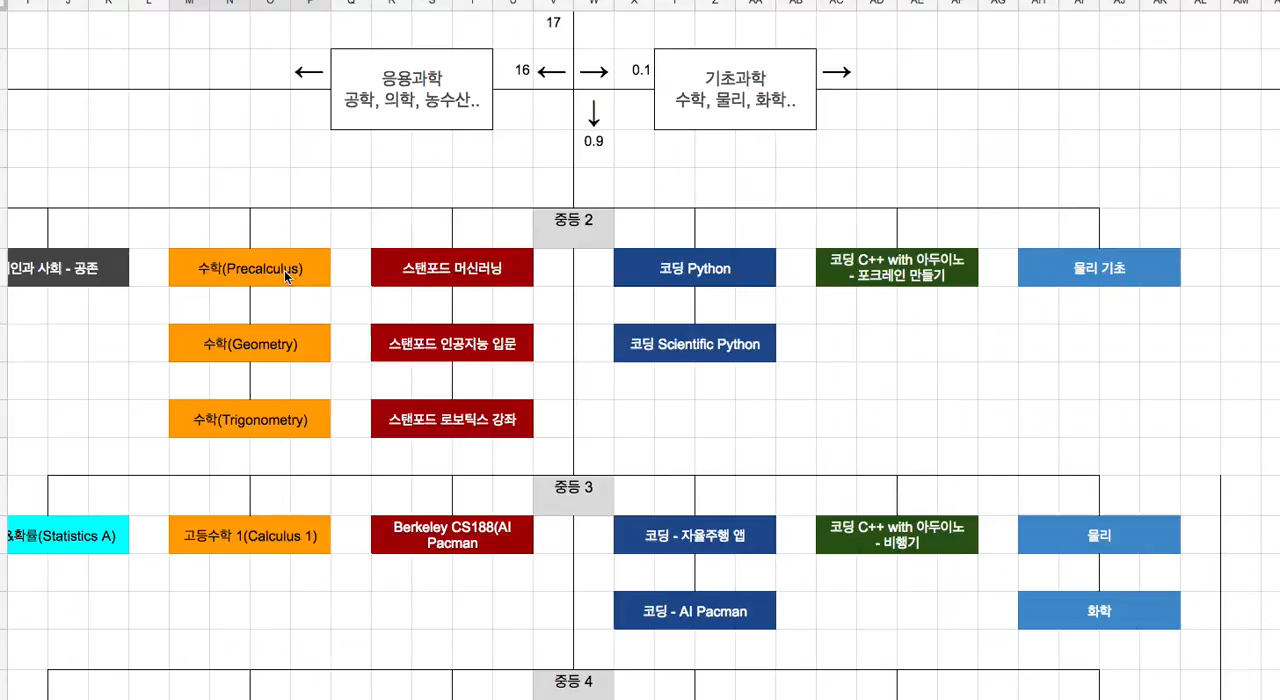 17
응용과학
공학, 의학, 농수산..
16
0.1
기초과학
수학, 물리, 화학..
0.9
중등 2
인과 사회 - 공존
수학(Precalculus)
스탠포드 머신러닝
코딩 Python
코딩 C++ with 아두이노
- 포크레인 만들기
물리 기초
수학(Geometry)
스탠포드 인공지능 입문
코딩 Scientific Python
수학(Trigonometry)
스탠포드 로보틱스 강좌
중등 3
&확률(Statistics A)
고등수학 1(Calculus 1)
Berkeley CS188(AI
Pacman
코딩 - 자율주행 앱
코딩 C++ with 아두이노
- 비행기
물리
코딩 - AI Pacman
화학
중등 4